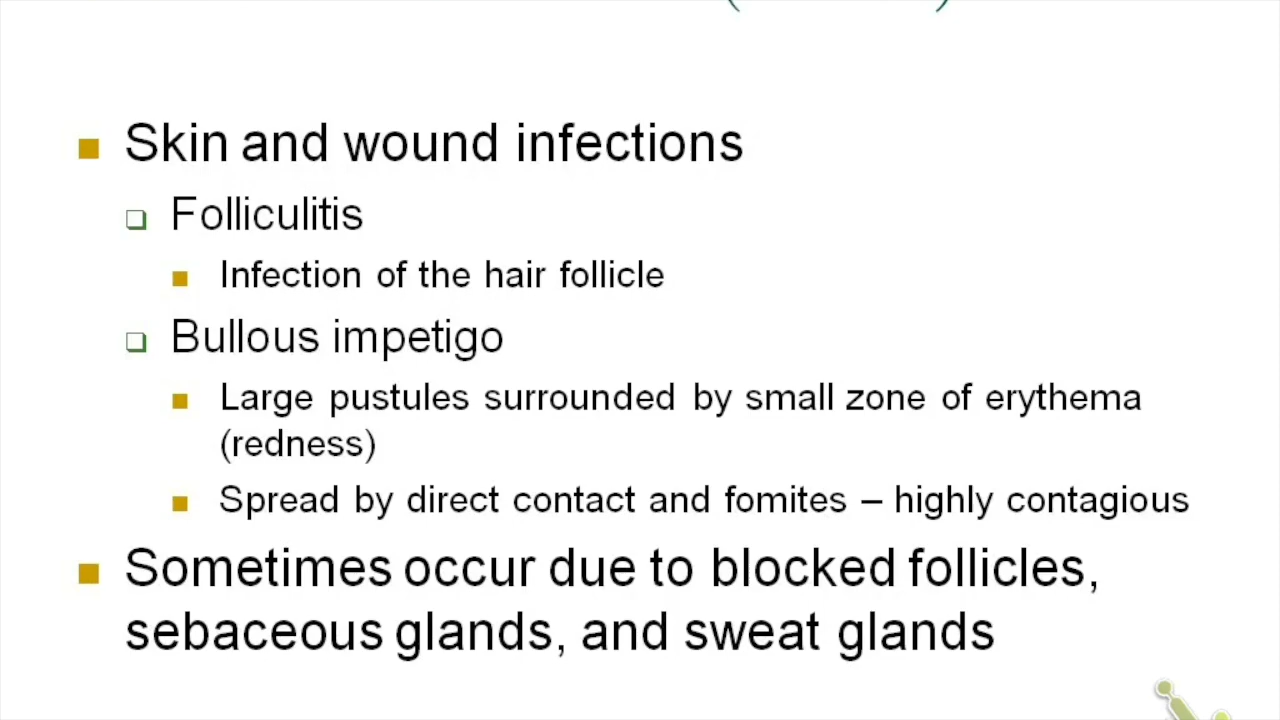 Skin and wound infections
Folliculitis
Infection of the hair follicle
Bullous impetigo
Large pustules surrounded by small zone of erythema
(redness)
Spread by direct contact and fomites – highly contagious
Sometimes occur due to blocked follicles,
sebaceous glands, and sweat glands